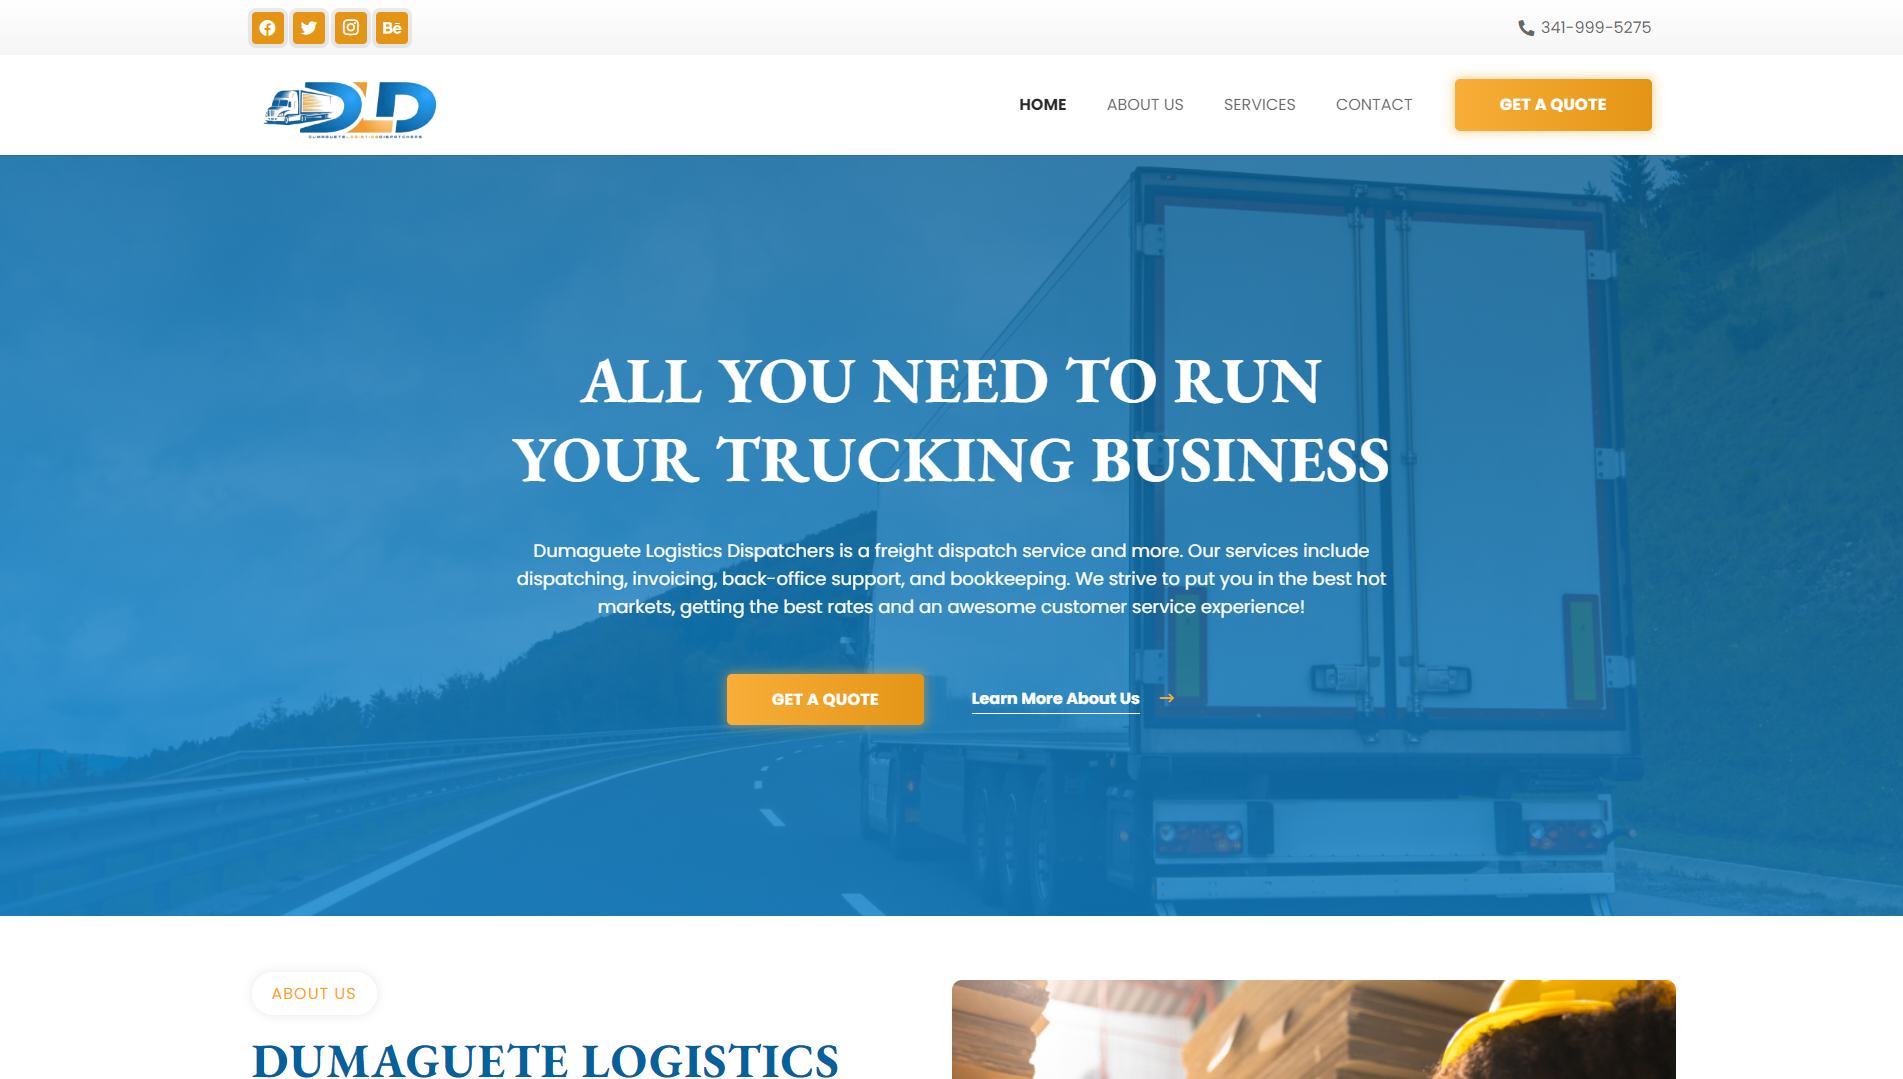 Bē
341-999-5275
DLD
DUMAGUETELOGISTICSDISPATCHERS
HOME
ABOUT US
SERVICES
CONTACT
GET A QUOTE
ALL YOU NEED TO RUN
YOUR TRUCKING BUSINESS
Dumaguete Logistics Dispatchers is a freight dispatch service and more. Our services include
dispatching, invoicing, back-office support, and bookkeeping. We strive to put you in the best hot
markets, getting the best rates and an awesome customer service experience!
GET A QUOTE
Learn More About Us
ABOUT US
DUMAGUETE LOGISTICS